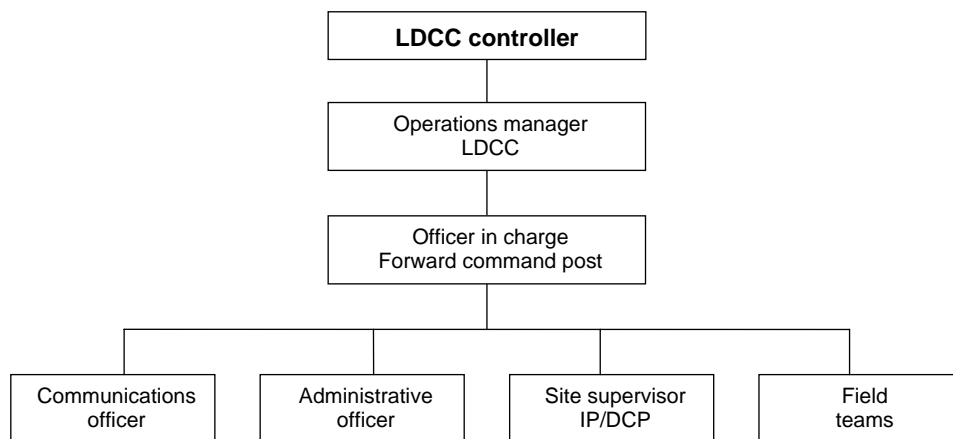 LDCC controller
Operations manager
LDCC
Officer in charge
Forward command post
Communications
officer
Administrative
officer
Site supervisor
IP/DCP
Field
teams